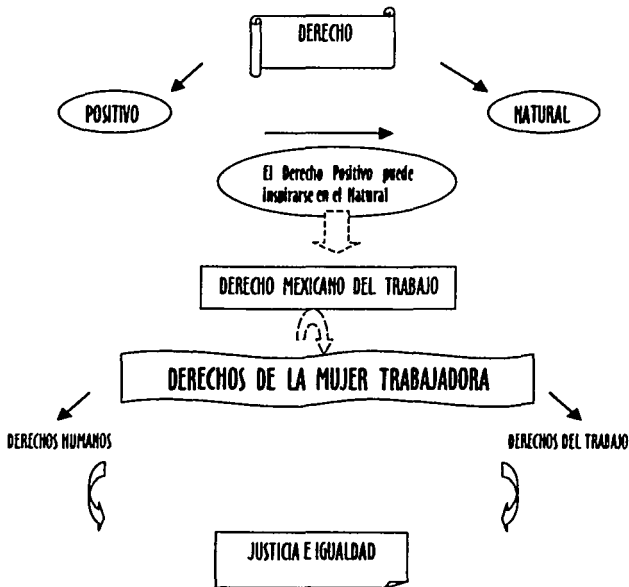 DERECHO
POSITIVO
NATURAL
El Derecho Positivo puede
inspirarse en el Natural
DERECHO MEXICANO DEL TRABAJO
DERECHOS DE LA MUJER TRABAJADORA
DERECHOS HUMANOS
DERECHOS DEL TRABAJO
JUSTICIA E IGUALDAD